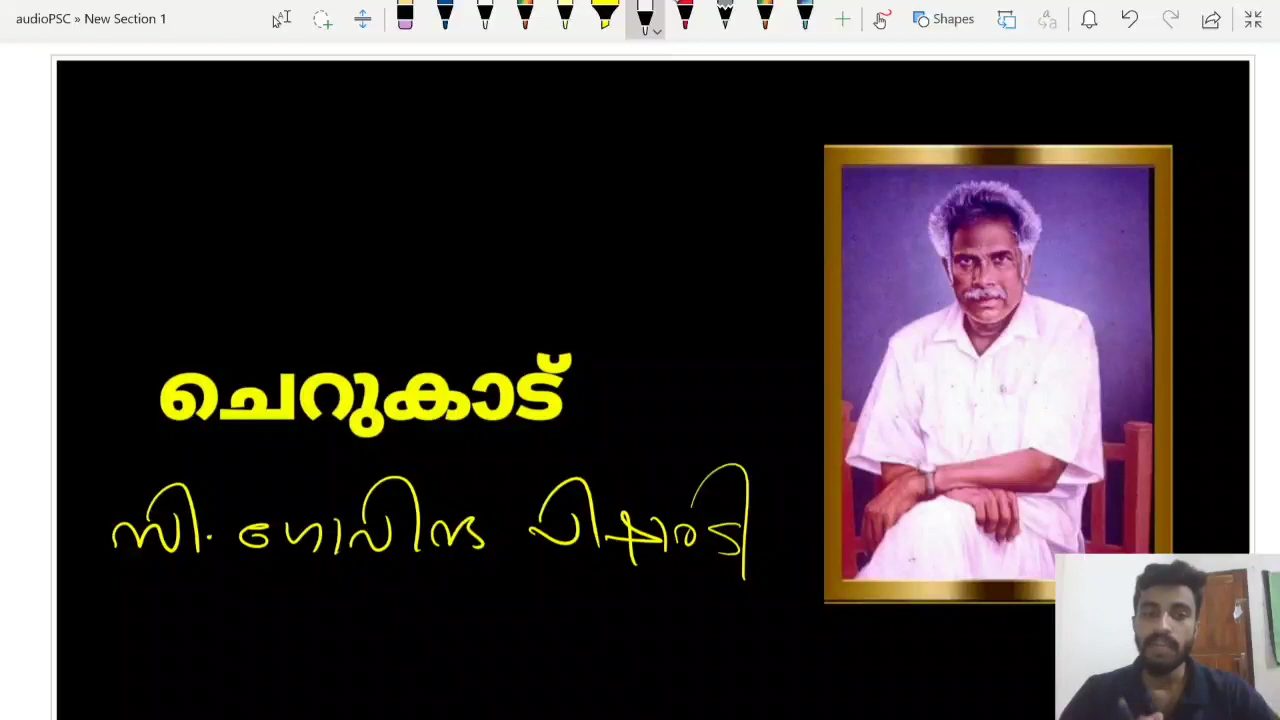 audioPSC » New Section 1
Shapes
ചെറുകാട്
സി. ഗോവിന്ദ പിഷാരടി